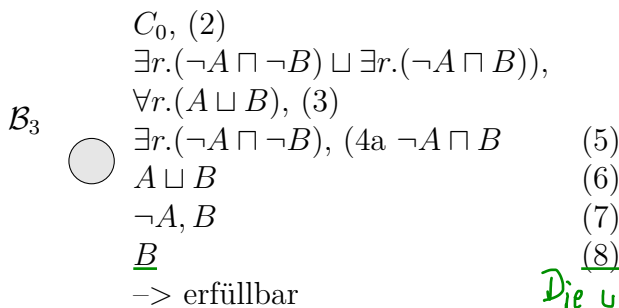 C₀, (2)
∃r.(¬A ⊓ ¬B) ⊔ ∃r.(¬A ⊓ B)),
∀r.(A ⊔ B), (3)
ℬ₃
∃r.(¬A ⊓ ¬B), (4a ¬A ⊓ B (5)
A ⊔ B (6)
¬A, B (7)
B (8)
–> erfüllbar Die